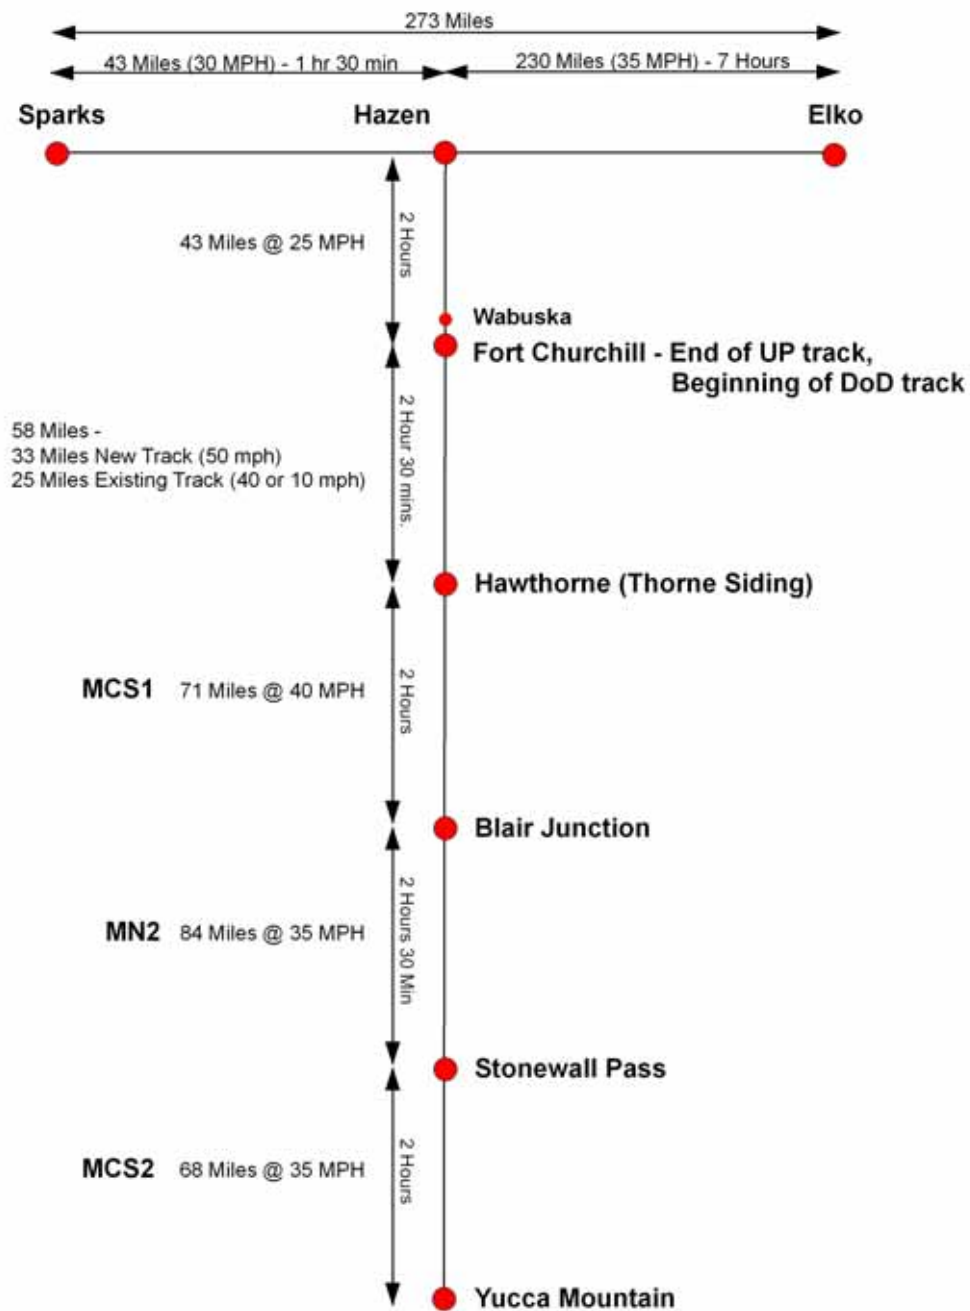 273 Miles
43 Miles (30 MPH) - 1 hr 30 min
230 Miles (35 MPH) - 7 Hours
Sparks
Hazen
Elko
43 Miles @ 25 MPH
2 Hours
Wabuska
Fort Churchill - End of UP track,
Beginning of DoD track
58 Miles -
33 Miles New Track (50 mph)
25 Miles Existing Track (40 or 10 mph)
2 Hour 30 mins.
Hawthorne (Thorne Siding)
MCS1 71 Miles @ 40 MPH
2 Hours
Blair Junction
MN2 84 Miles @ 35 MPH
2 Hours 30 Min
Stonewall Pass
MCS2 68 Miles @ 35 MPH
2 Hours
Yucca Mountain